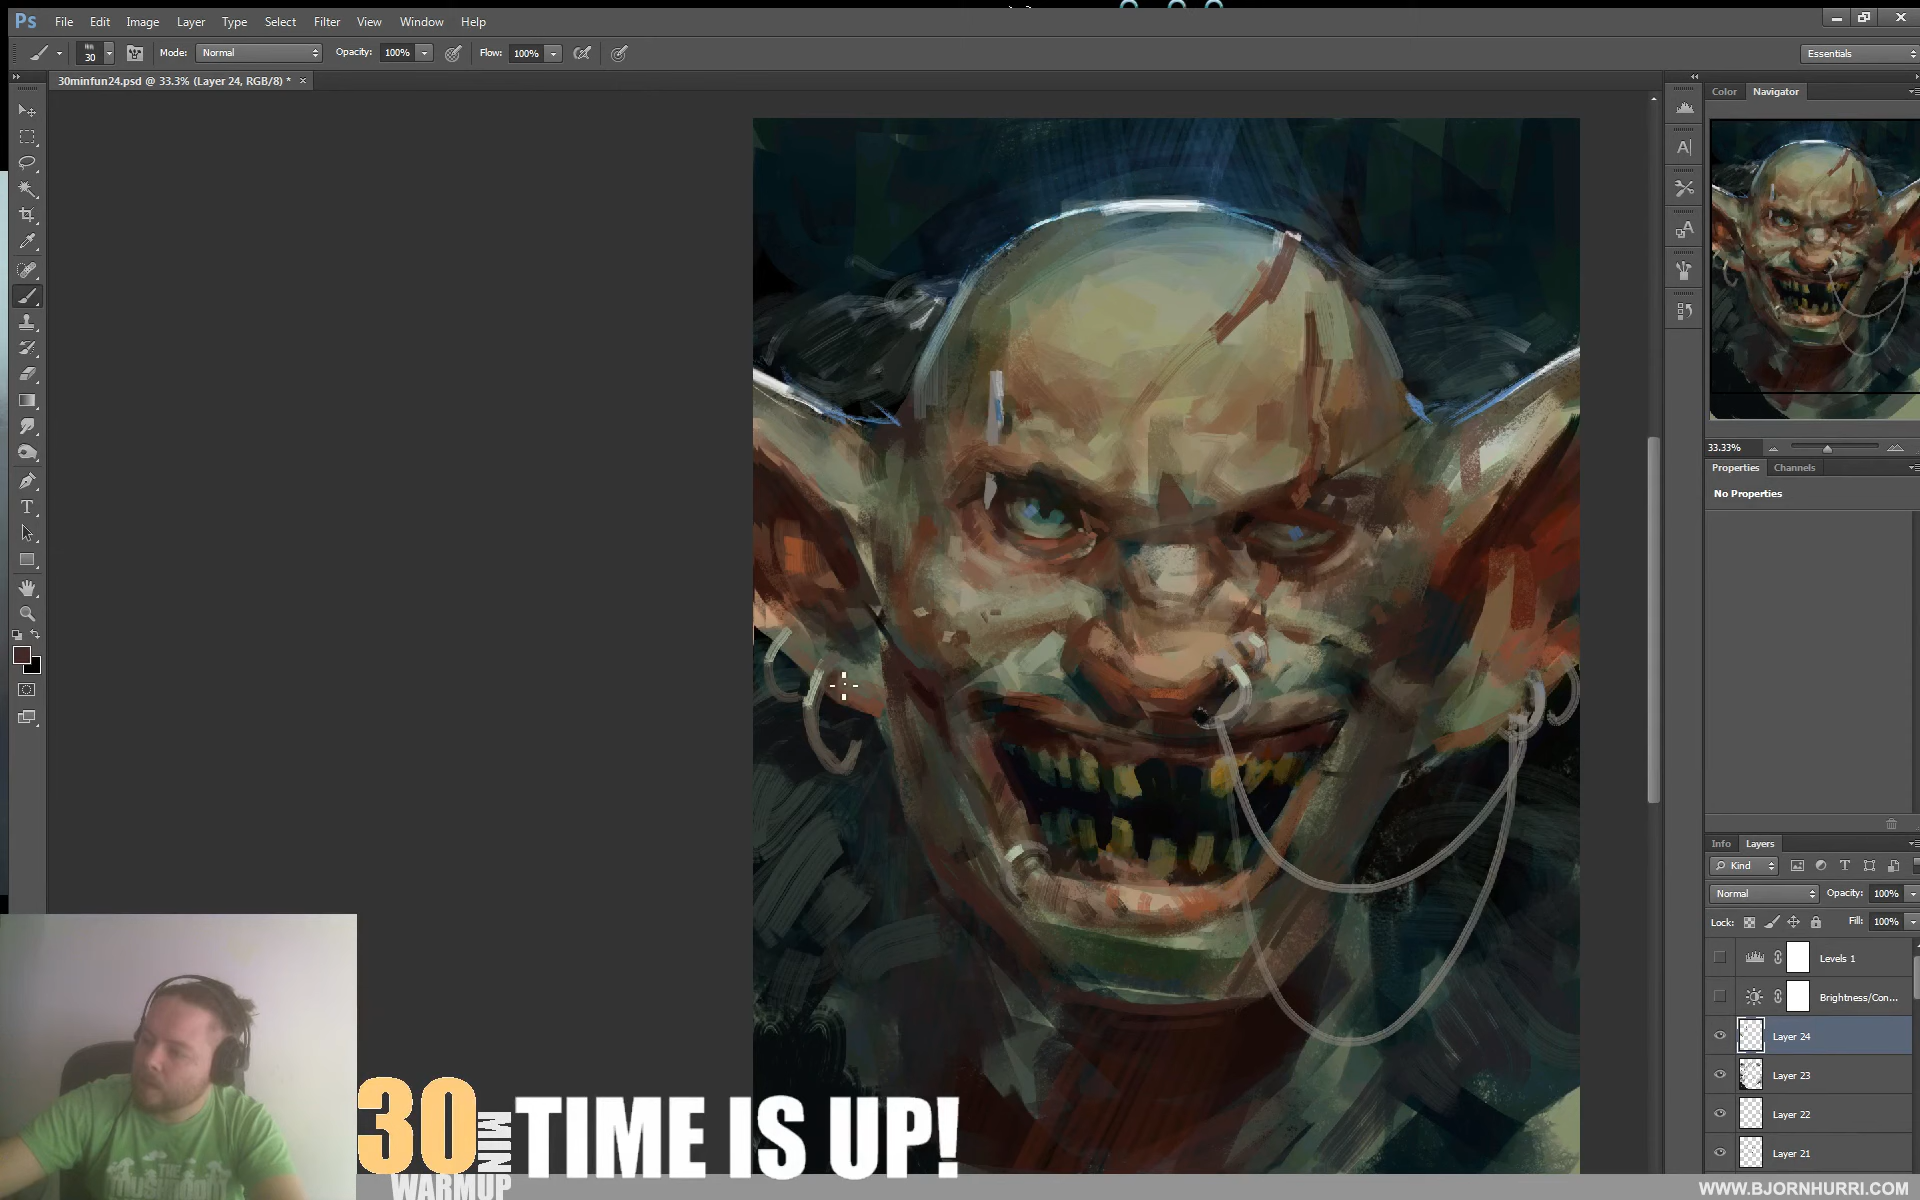 Ps File Edit Image Layer Type Select Filter View Window Help
30 Mode: Normal Opacity: 100% Flow: 100% Essentials
30minfun24.psd @ 33.3% (Layer 24, RGB/8) * ×
Color Navigator
33.33%
Properties Channels
No Properties
Info Layers
Kind
Normal Opacity: 100%
Lock: Fill: 100%
Levels 1
Brightness/Con...
Layer 24
Layer 23
Layer 22
Layer 21
THE
MUSHROOM
30 MIN TIME IS UP!
WARMUP
WWW.BJORNHURRI.COM